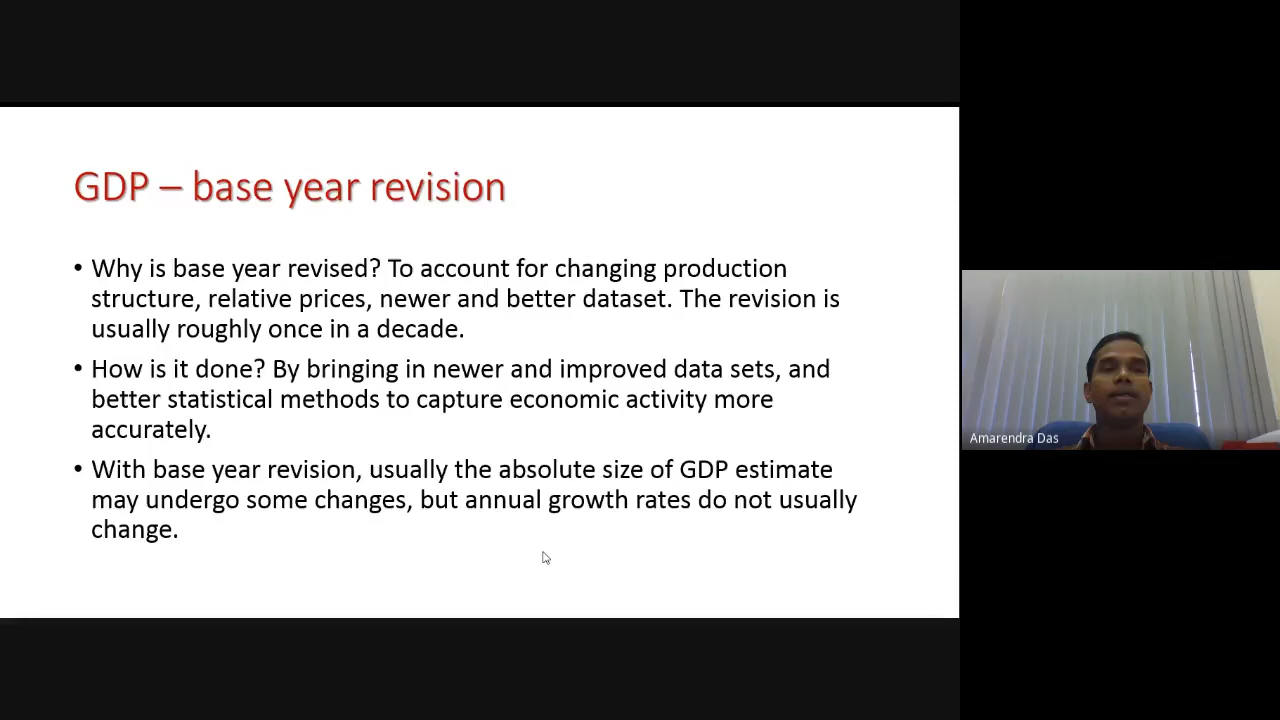 GDP – base year revision
• Why is base year revised? To account for changing production
structure, relative prices, newer and better dataset. The revision is
usually roughly once in a decade.
• How is it done? By bringing in newer and improved data sets, and
better statistical methods to capture economic activity more
accurately.
• With base year revision, usually the absolute size of GDP estimate
may undergo some changes, but annual growth rates do not usually
change.
Amarendra Das